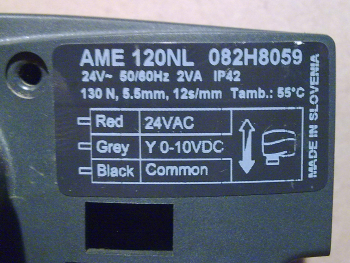 AME 120NL 082H8059
24V~ 50/60Hz 2VA IP42
130 N, 5.5mm, 12s/mm Tamb.: 55°C
Red 24VAC
Grey Y 0-10VDC
Black Common
MADE IN SLOVENIA